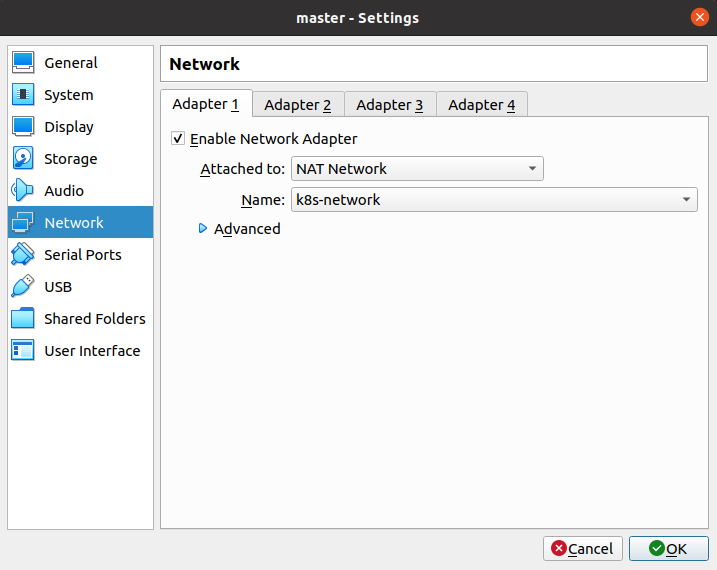 master - Settings
General
System
Display
Storage
Audio
Network
Serial Ports
USB
Shared Folders
User Interface
Network
Adapter 1 Adapter 2 Adapter 3 Adapter 4
Enable Network Adapter
Attached to: NAT Network
Name: k8s-network
Advanced
Cancel OK